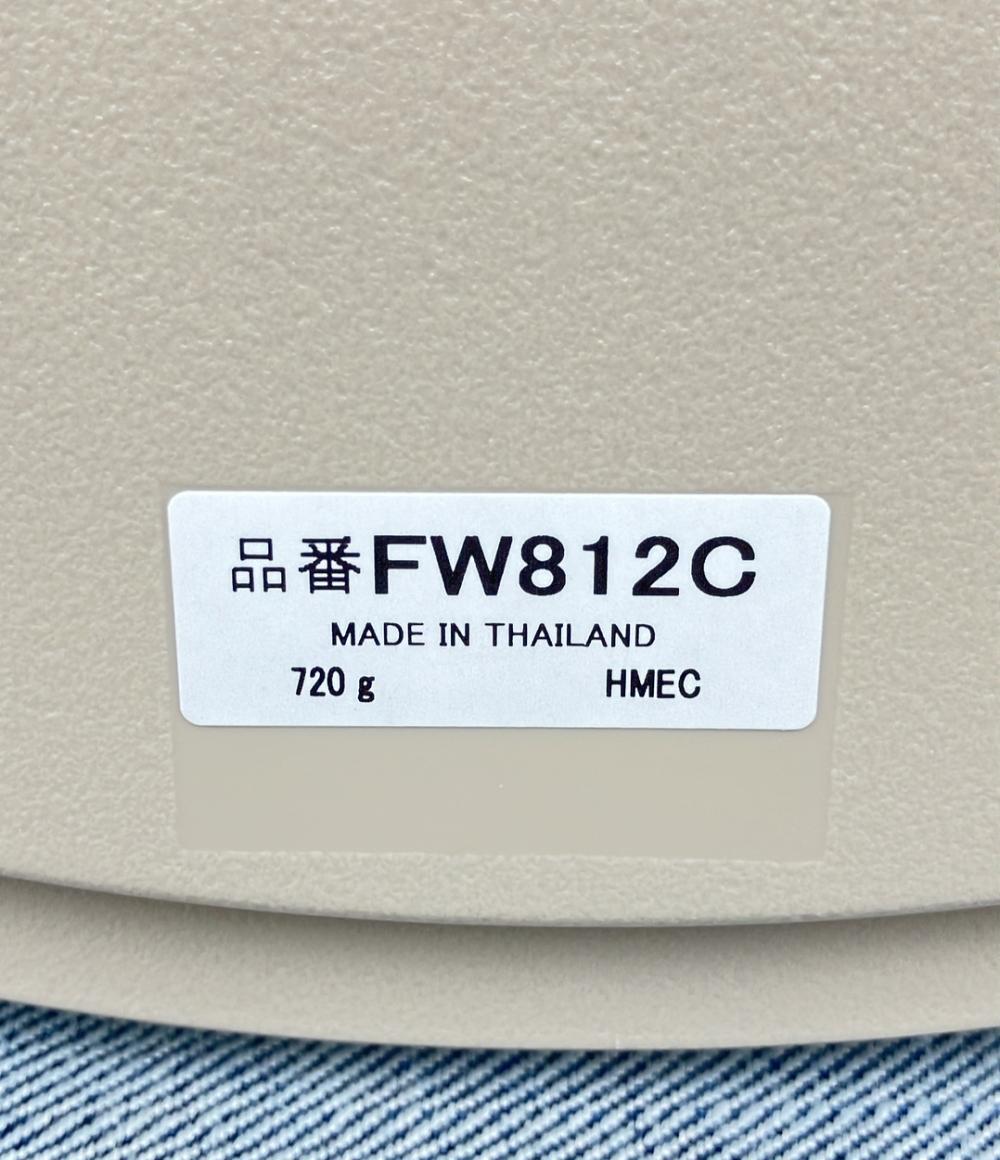 品番FW812C
MADE IN THAILAND
720 g HMEC